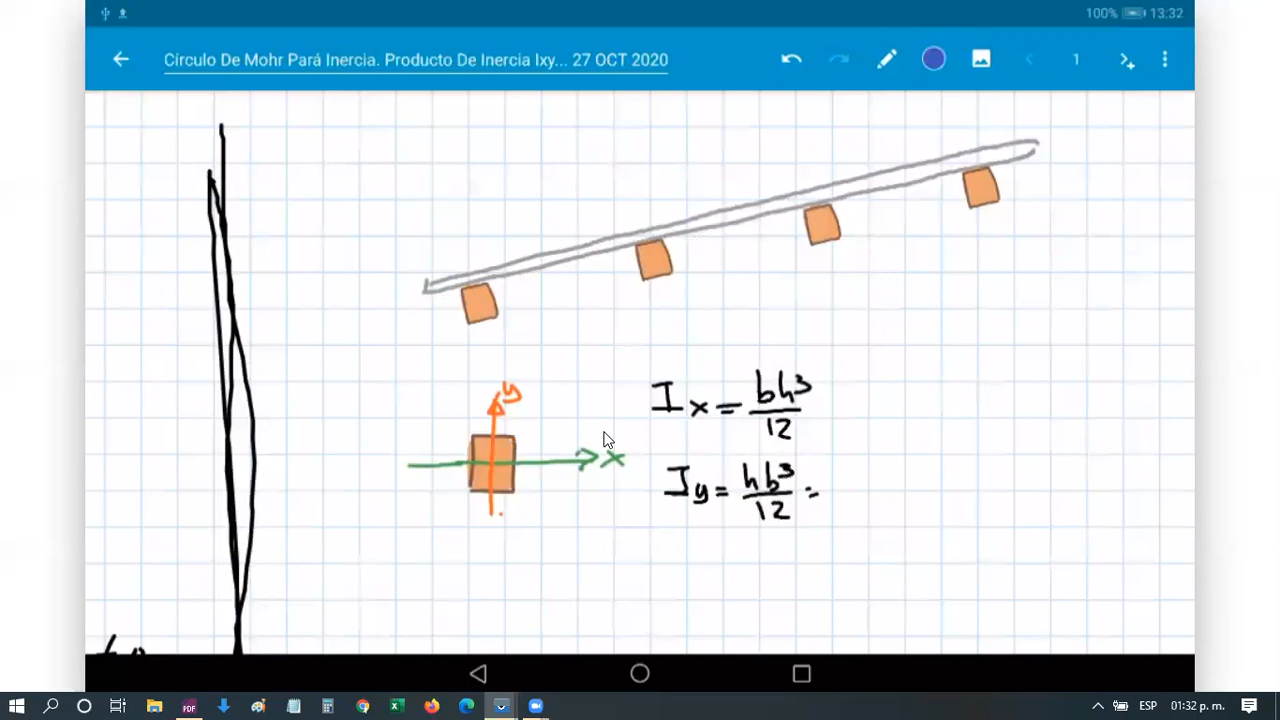 100% 13:32
Círculo De Mohr Pará Inercia. Producto De Inercia Ixy... 27 OCT 2020
1
y
x
Ix = bh³/12
Iy = hb³/12 =
ESP 01:32 p. m.